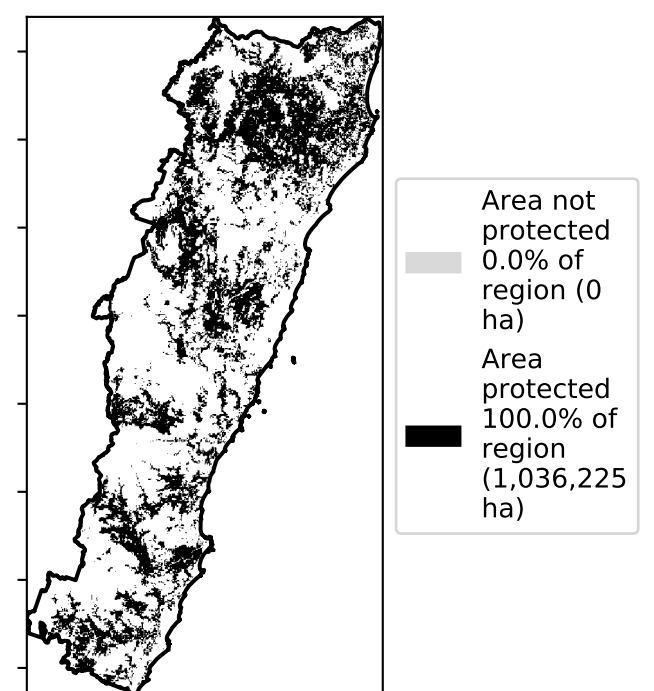 Area not
protected
0.0% of
region (0
ha)
Area
protected
100.0% of
region
(1,036,225
ha)